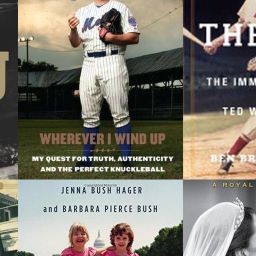 Mets
THE
THE IMM
TED W
BEN BR
WHEREVER I WIND UP
MY QUEST FOR TRUTH, AUTHENTICITY
AND THE PERFECT KNUCKLEBALL
JENNA BUSH HAGER
and BARBARA PIERCE BUSH
A ROYAL